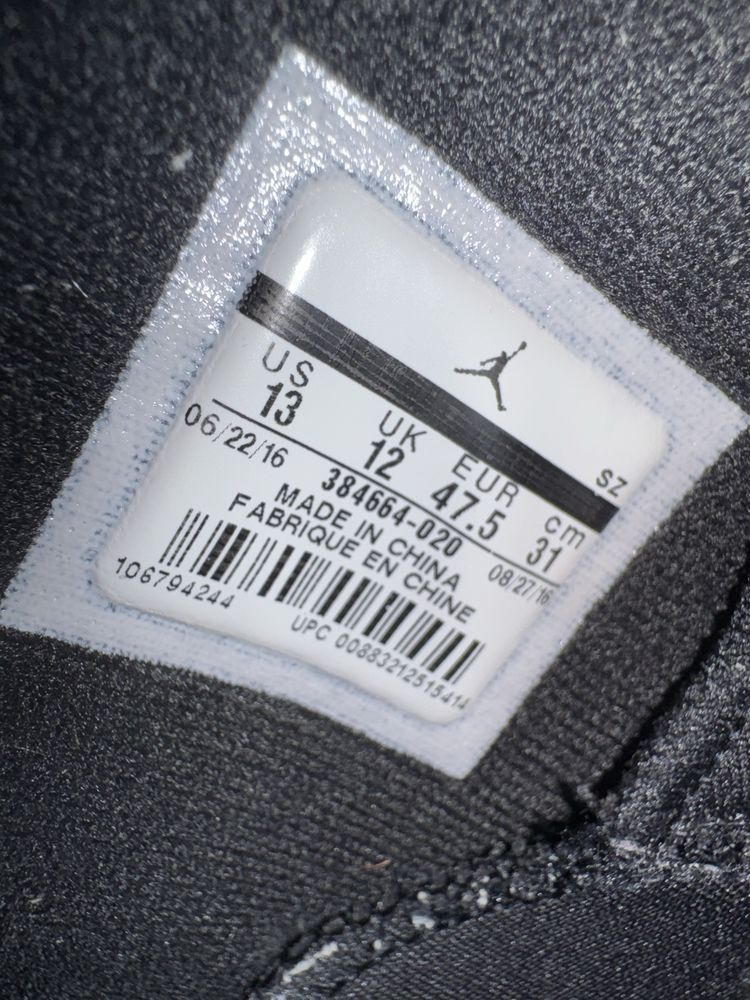 SZ
US UK EUR cm
13 12 47.5 31
06/22/16 384664-020 08/27/16
MADE IN CHINA
FABRIQUE EN CHINE
106794244 UPC 00883212515414